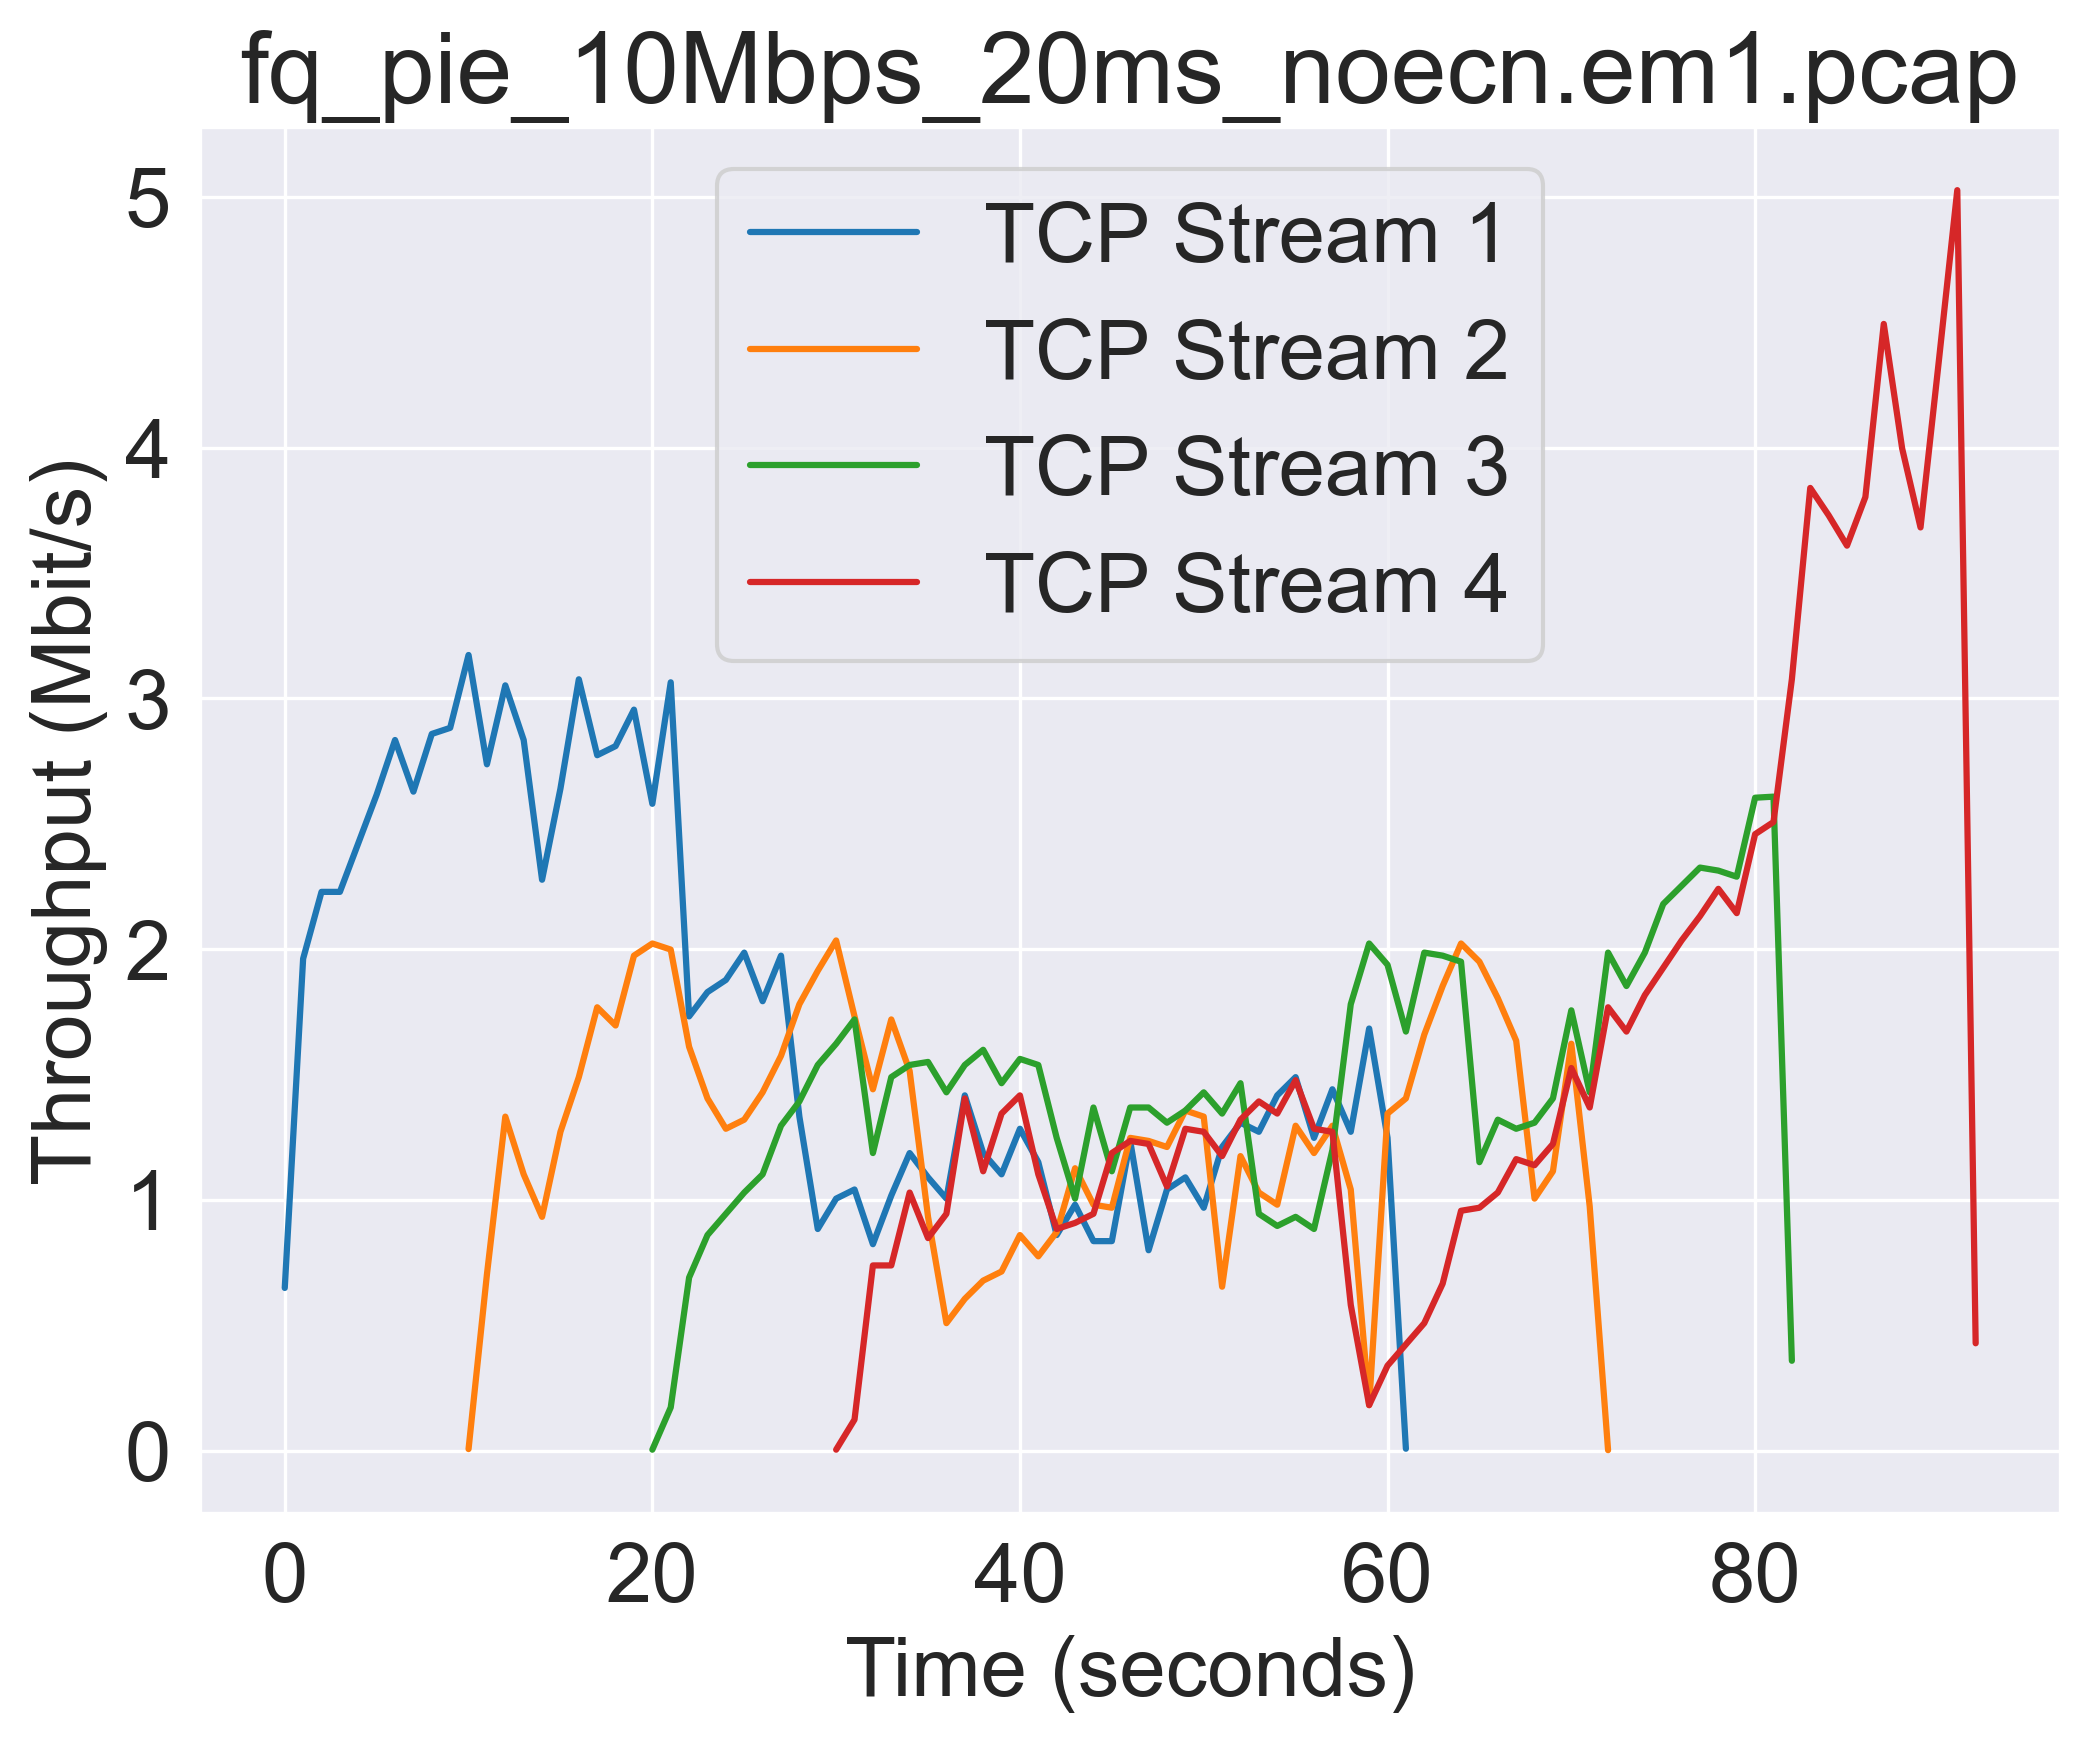 fq_pie_10Mbps_20ms_noecn.em1.pcap
Throughput (Mbit/s)
5
4
3
2
1
0
TCP Stream 1
TCP Stream 2
TCP Stream 3
TCP Stream 4
0 20 40 60 80
Time (seconds)